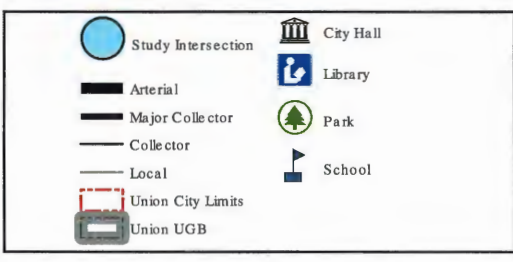 Study Intersection
Arterial
Major Collector
Collector
Local
Union City Limits
Union UGB
City Hall
Library
Park
School